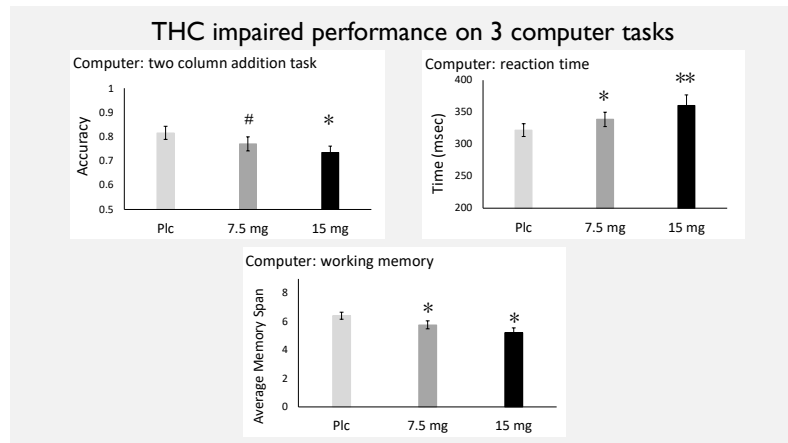 THC impaired performance on 3 computer tasks
Computer: two column addition task
Accuracy
1
0.9
0.8
0.7
0.6
0.5
#
*
Plc 7.5 mg 15 mg
Computer: reaction time
Time (msec)
400
350
300
250
200
*
**
Plc 7.5 mg 15 mg
Computer: working memory
Average Memory Span
8
6
4
2
0
*
*
Plc 7.5 mg 15 mg